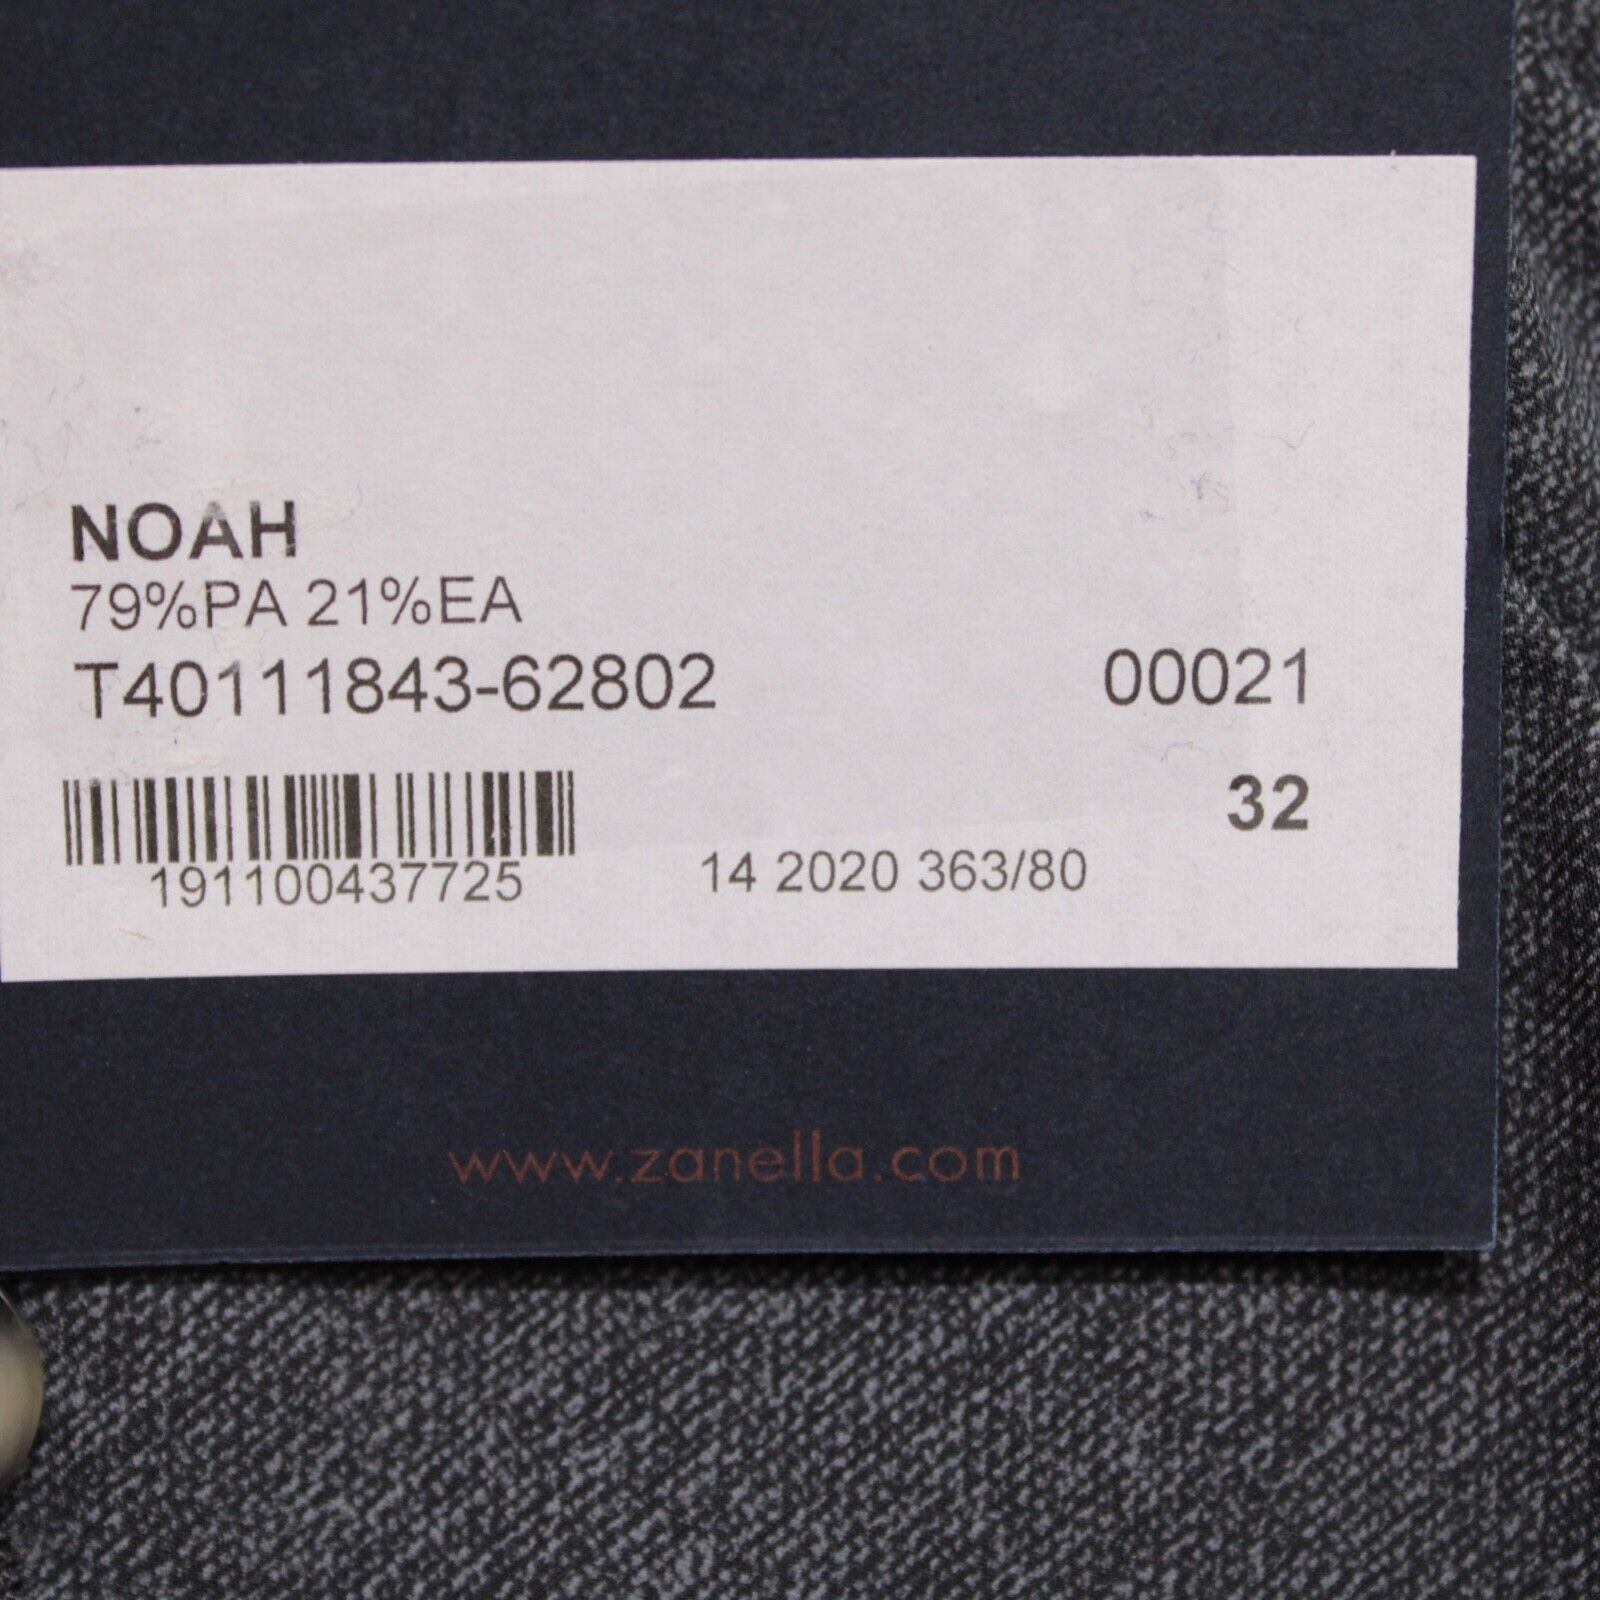 NOAH
79%PA 21%EA
T40111843-62802 00021
32
191100437725 14 2020 363/80
www.zanella.com